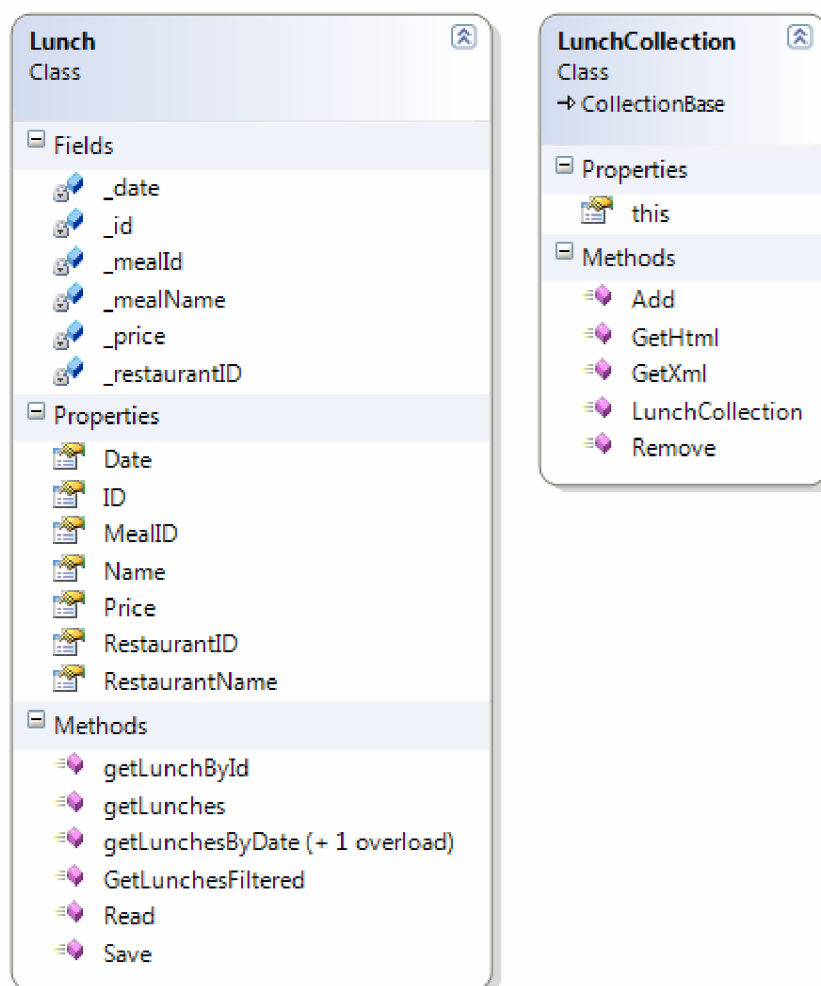 Lunch
Class
Fields
_date
_id
_mealId
_mealName
_price
_restaurantID
Properties
Date
ID
MealID
Name
Price
RestaurantID
RestaurantName
Methods
getLunchById
getLunches
getLunchesByDate (+ 1 overload)
GetLunchesFiltered
Read
Save
LunchCollection
Class
CollectionBase
Properties
this
Methods
Add
GetHtml
GetXml
LunchCollection
Remove